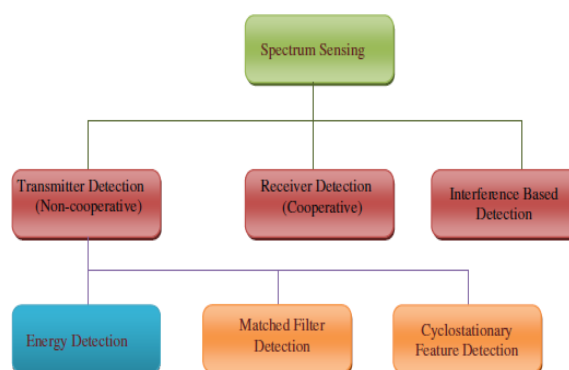 Spectrum Sensing
Transmitter Detection
(Non-cooperative)
Receiver Detection
(Cooperative)
Interference Based
Detection
Energy Detection
Matched Filter
Detection
Cyclostationary
Feature Detection